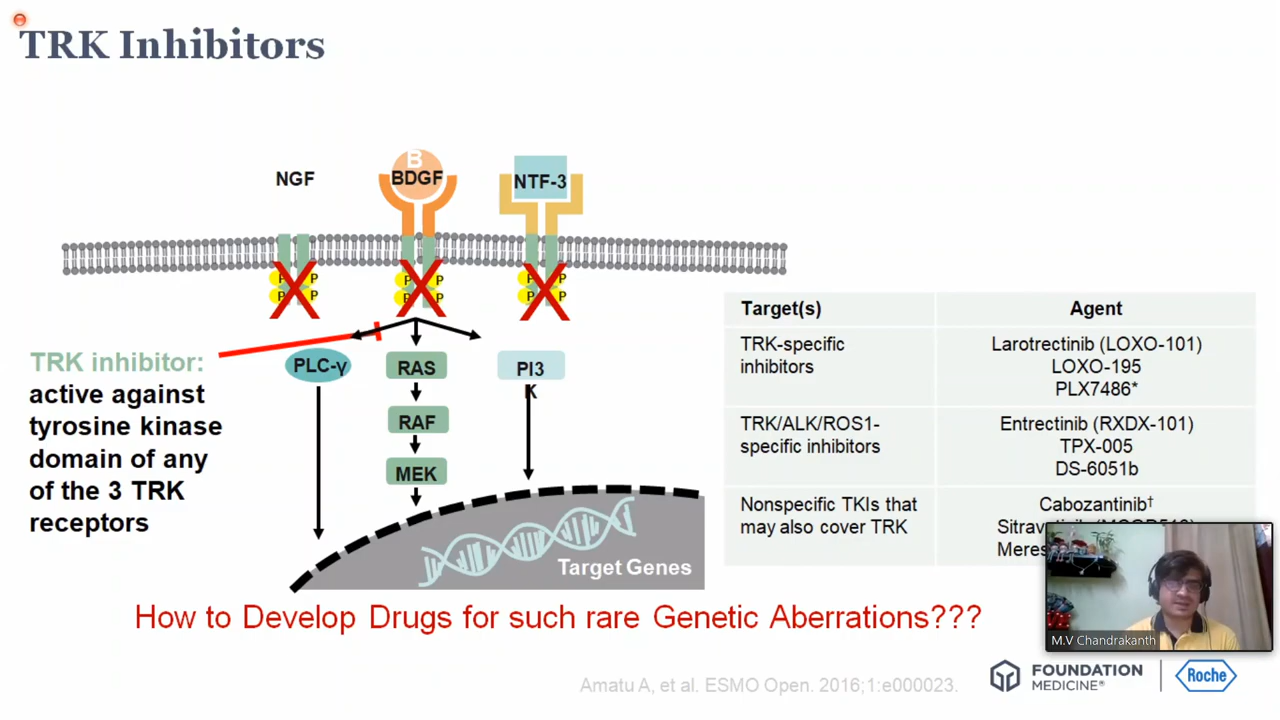 TRK Inhibitors
NGF
B
BDGF
NTF-3
P P
P P
P P
P P
P P
P P
TRK inhibitor:
active against
tyrosine kinase
domain of any
of the 3 TRK
receptors
PLC-γ
RAS
PI3
K
RAF
MEK
Target Genes
Target(s) Agent
TRK-specific
inhibitors
Larotrectinib (LOXO-101)
LOXO-195
PLX7486*
TRK/ALK/ROS1-
specific inhibitors
Entrectinib (RXDX-101)
TPX-005
DS-6051b
Nonspecific TKIs that
may also cover TRK
Cabozantinib†
How to Develop Drugs for such rare Genetic Aberrations???
M.V Chandrakanth
Amatu A, et al. ESMO Open. 2016;1:e000023.
FOUNDATION
MEDICINE®
Roche